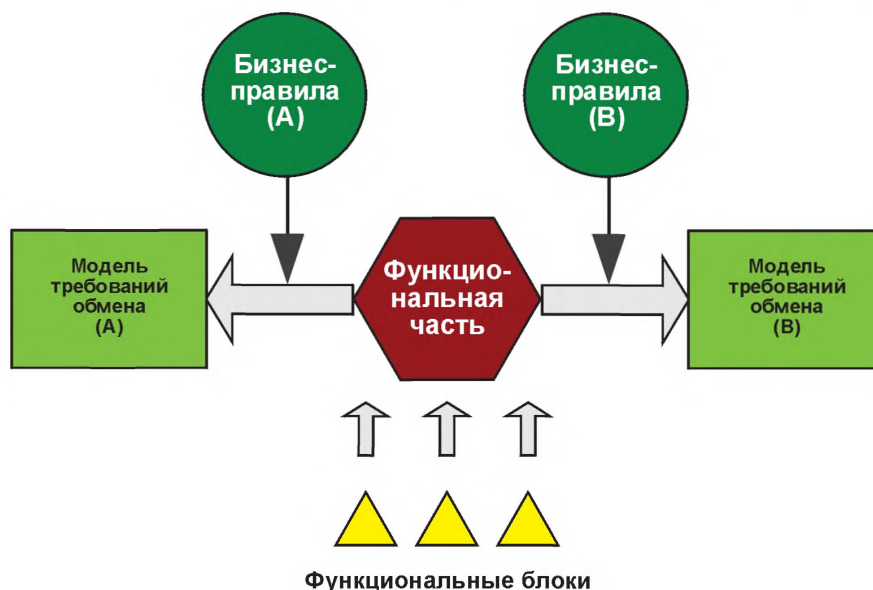 Бизнес-
правила
(A)
Бизнес-
правила
(B)
Модель
требований
обмена
(A)
Функцио-
нальная
часть
Модель
требований
обмена
(B)
Функциональные блоки